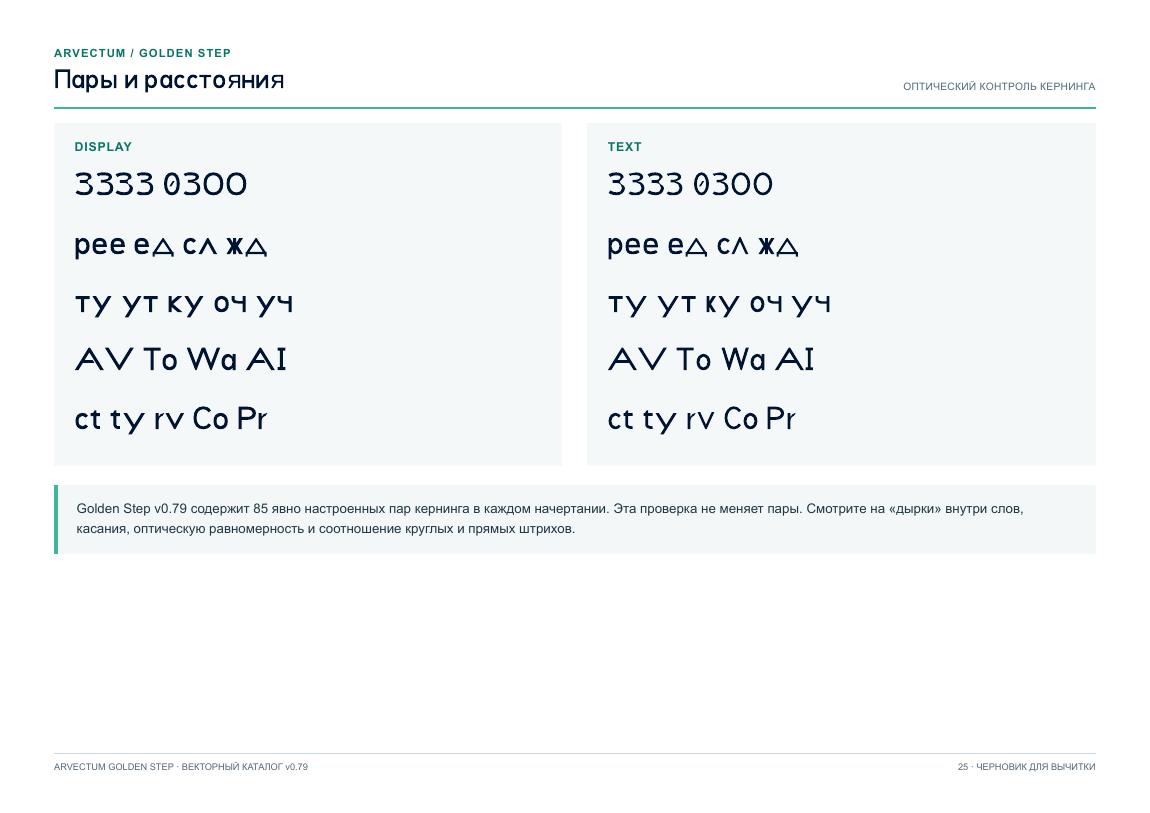 ARVECTUM / GOLDEN STEP
Пары и расстояния
ОПТИЧЕСКИЙ КОНТРОЛЬ КЕРНИНГА
DISPLAY
3333 03OO
рее ед сл жд
ту ут ку оч уч
AV To Wa AI
ct ty rv Co Pr
TEXT
3333 03OO
рее ед сл жд
ту ут ку оч уч
AV To Wa AI
ct ty rv Co Pr
Golden Step v0.79 содержит 85 явно настроенных пар кернинга в каждом начертании. Эта проверка не меняет пары. Смотрите на «дырки» внутри слов,
касания, оптическую равномерность и соотношение круглых и прямых штрихов.
ARVECTUM GOLDEN STEP · ВЕКТОРНЫЙ КАТАЛОГ v0.79
25 · ЧЕРНОВИК ДЛЯ ВЫЧИТКИ